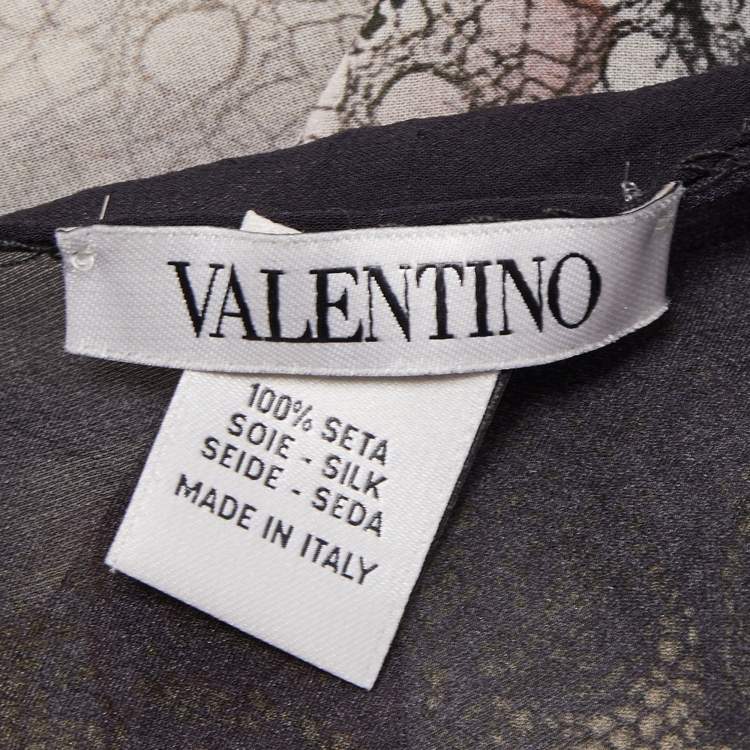 VALENTINO
100% SETA
SOIE - SILK
SEIDE - SEDA
MADE IN ITALY